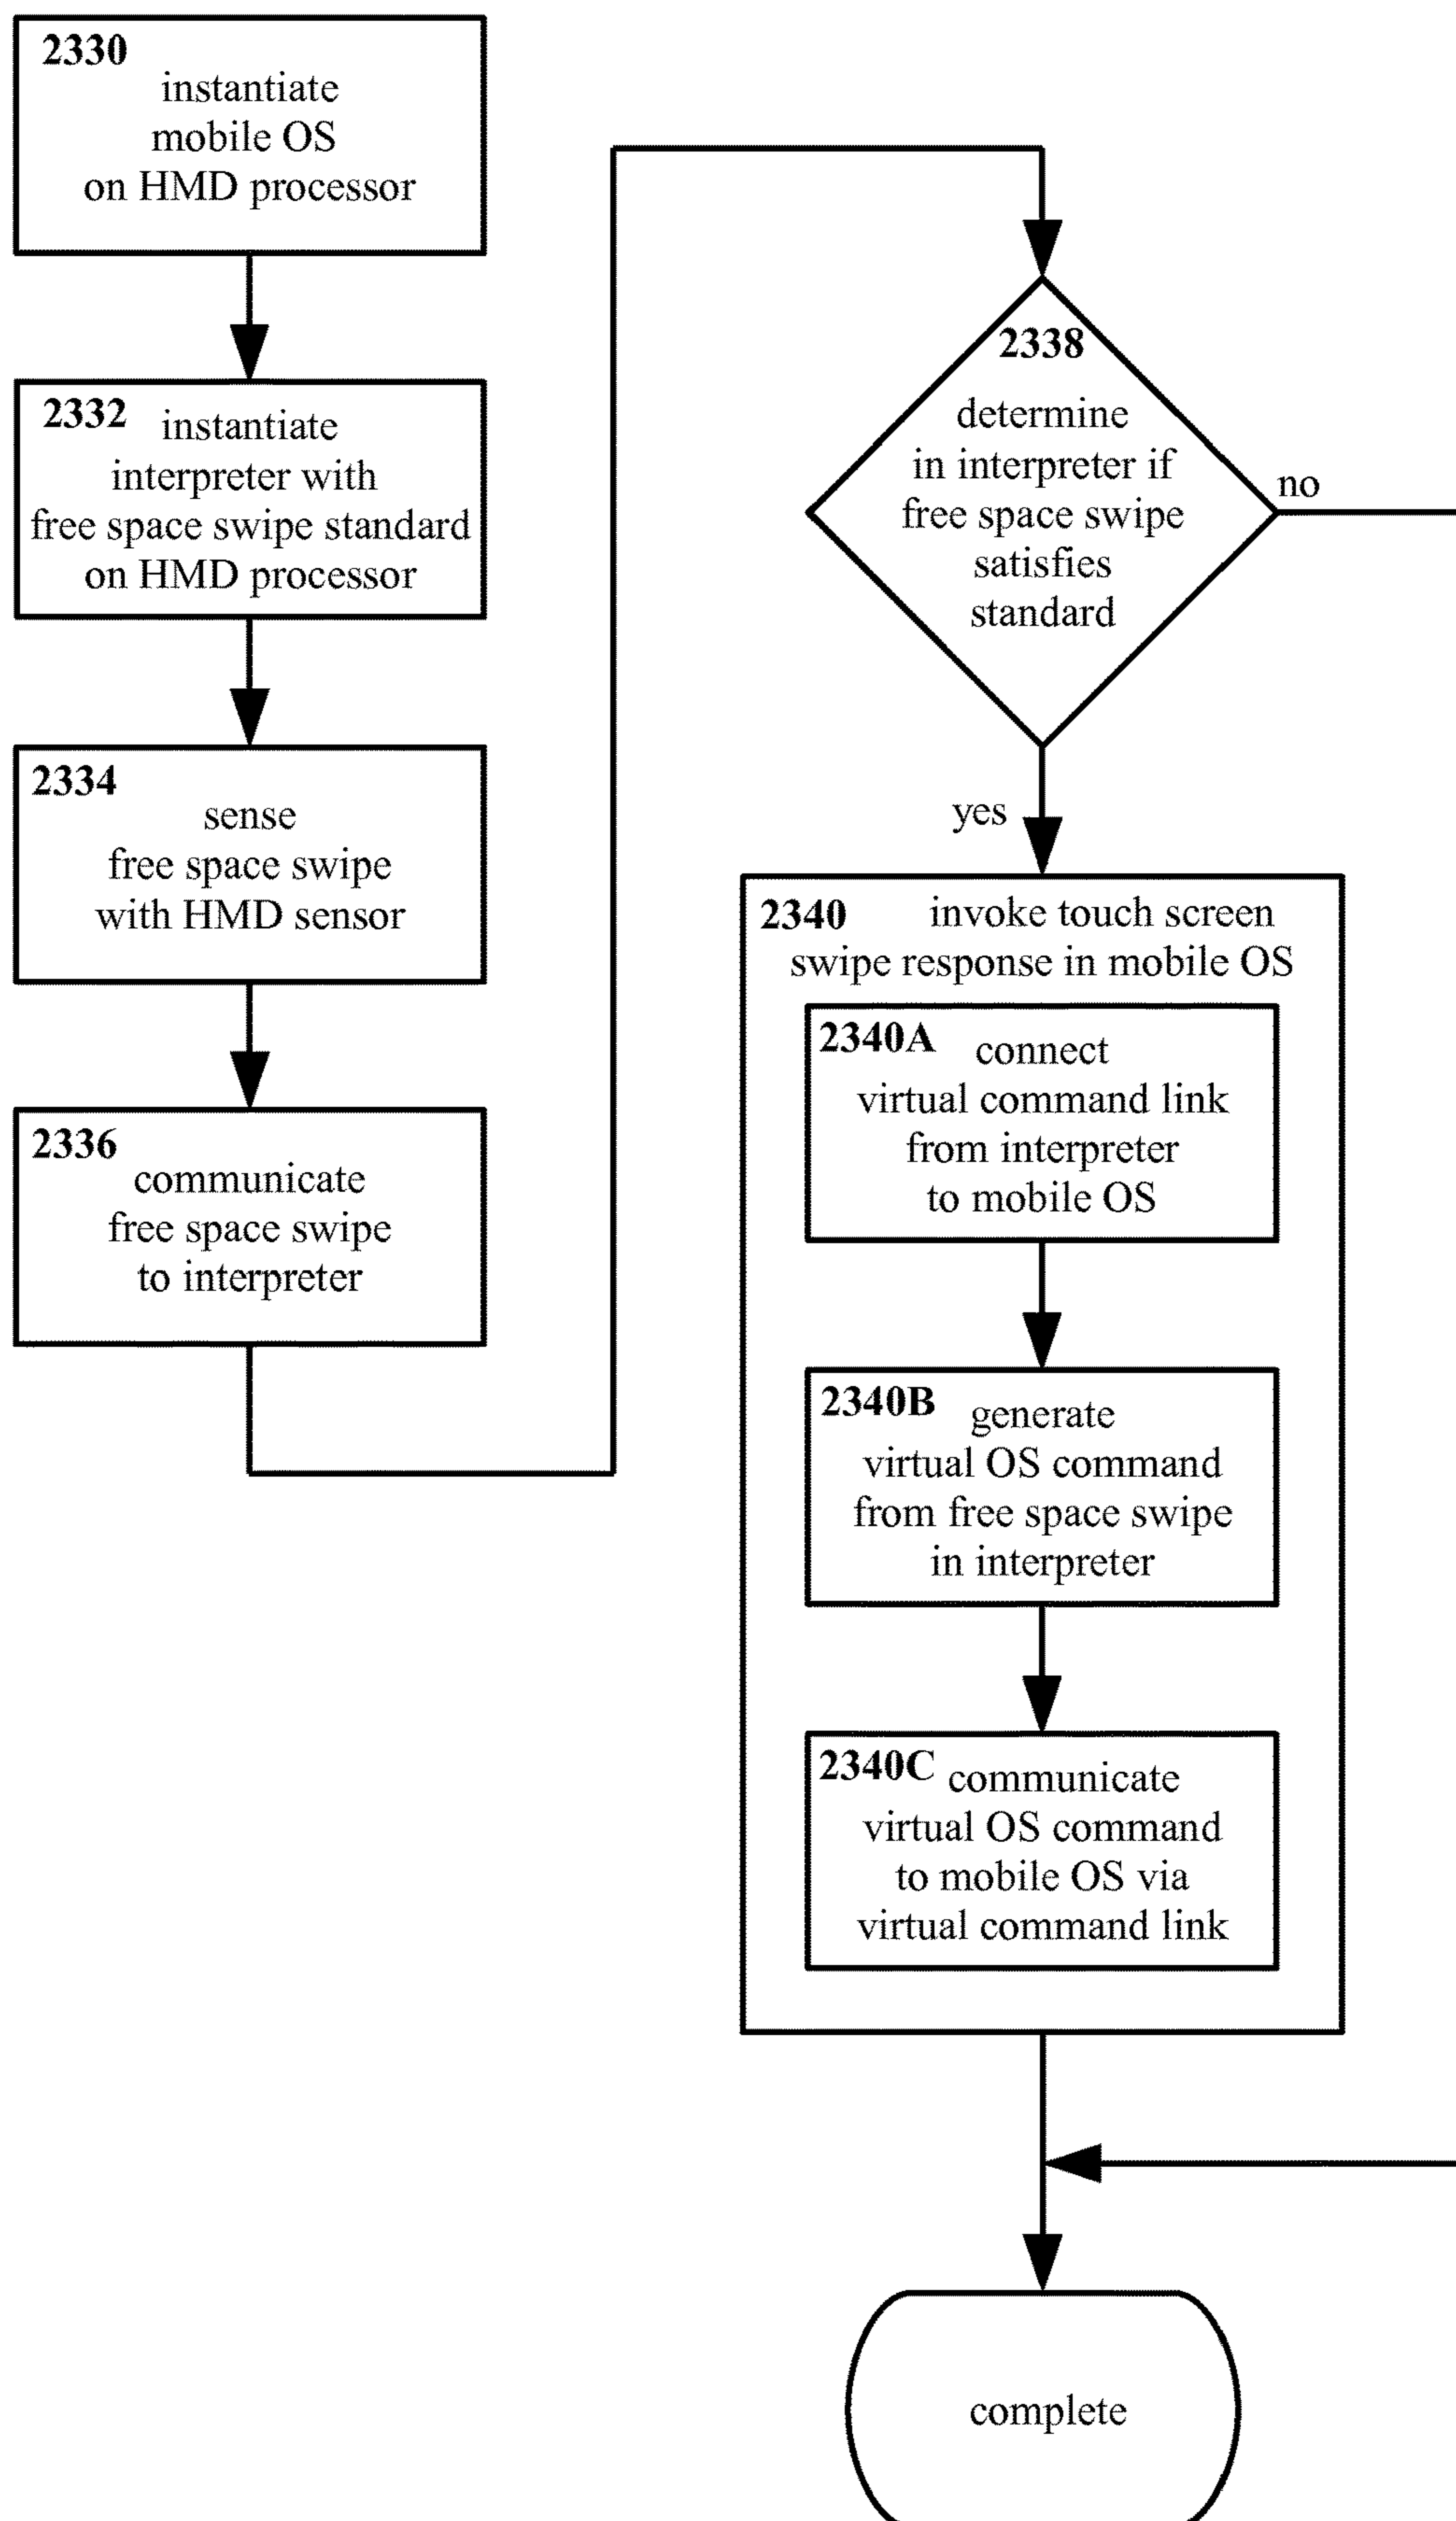 2330
instantiate
mobile OS
on HMD processor
2332 instantiate
interpreter with
free space swipe standard
on HMD processor
2334
sense
free space swipe
with HMD sensor
2336
communicate
free space swipe
to interpreter
2338
determine
in interpreter if
free space swipe
satisfies
standard
no
yes
2340 invoke touch screen
swipe response in mobile OS
2340A connect
virtual command link
from interpreter
to mobile OS
2340B generate
virtual OS command
from free space swipe
in interpreter
2340C communicate
virtual OS command
to mobile OS via
virtual command link
complete